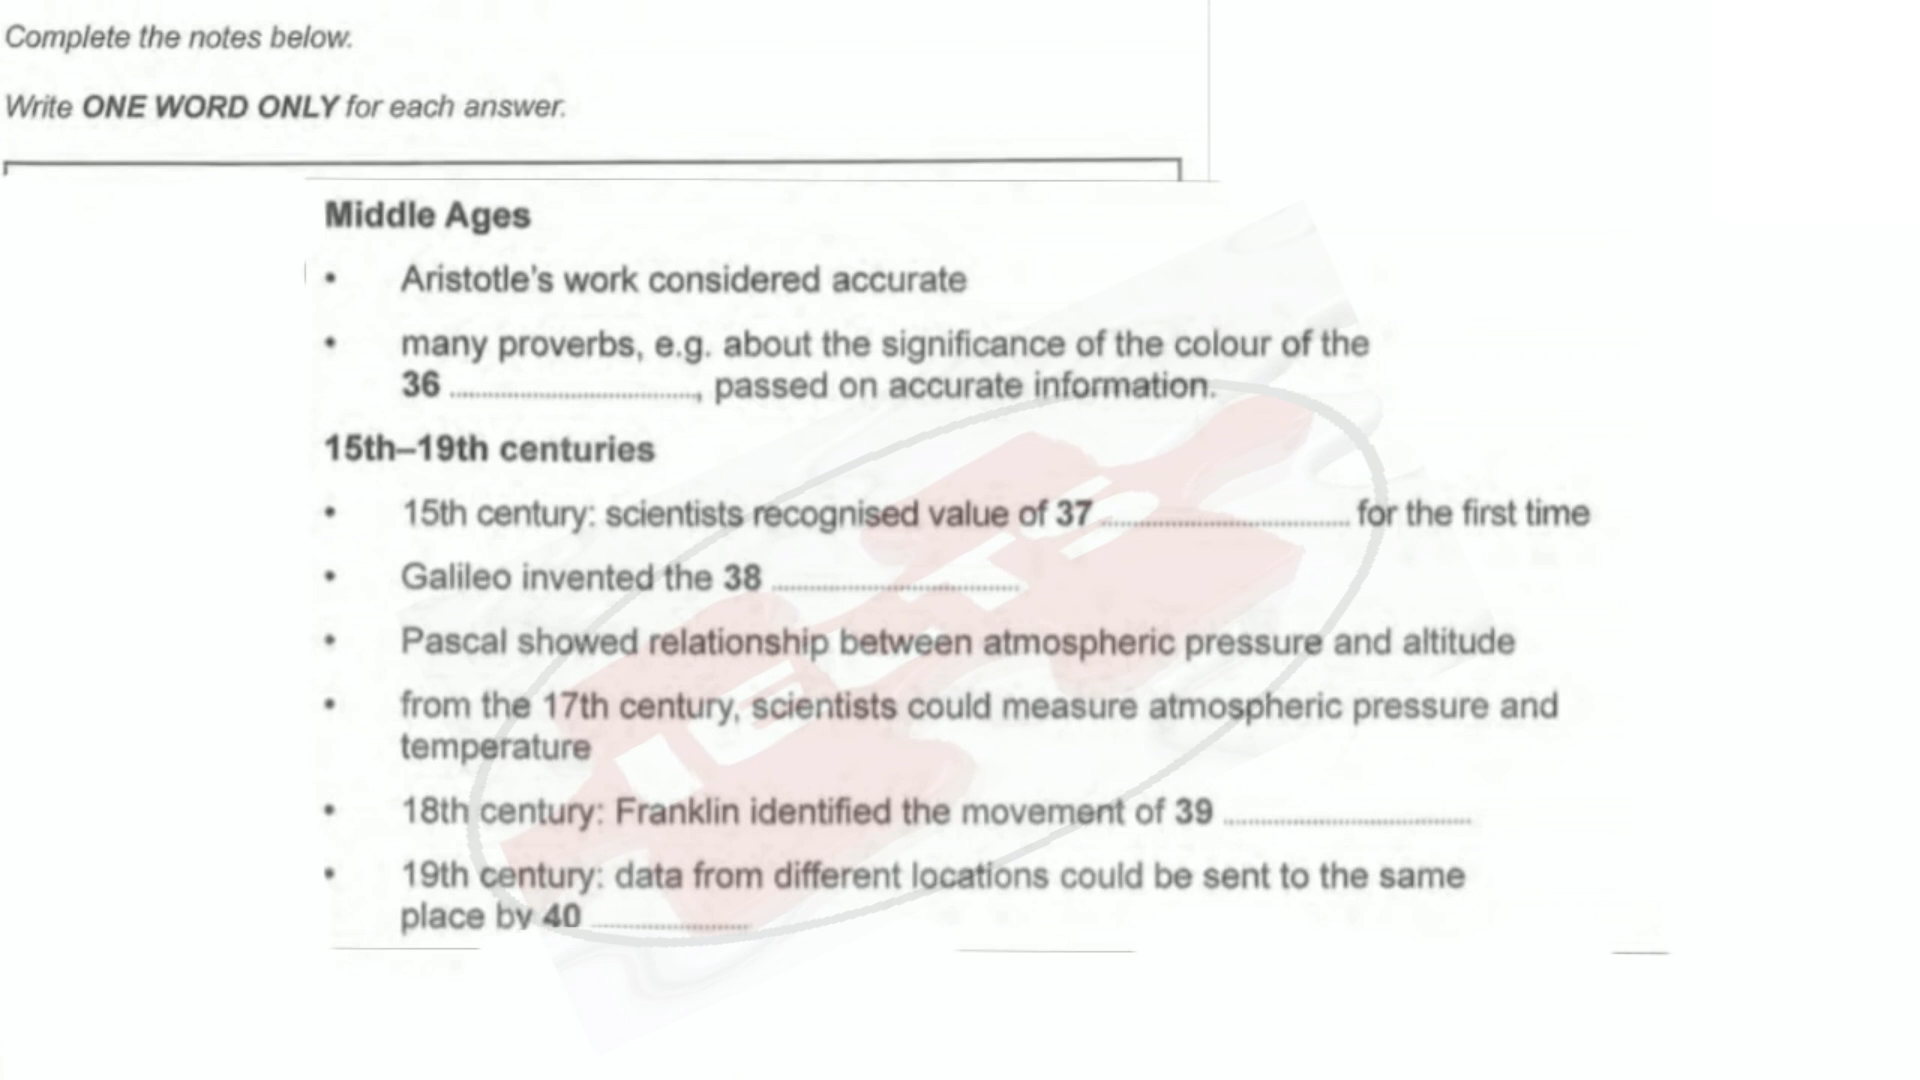 Complete the notes below.
Write ONE WORD ONLY for each answer.
Middle Ages
• Aristotle's work considered accurate
• many proverbs, e.g. about the significance of the colour of the
36 ................................, passed on accurate information.
15th–19th centuries
• 15th century: scientists recognised value of 37 ................................ for the first time
• Galileo invented the 38 ................................
• Pascal showed relationship between atmospheric pressure and altitude
• from the 17th century, scientists could measure atmospheric pressure and
temperature
• 18th century: Franklin identified the movement of 39 ................................
• 19th century: data from different locations could be sent to the same
place by 40 ....................
IELTS